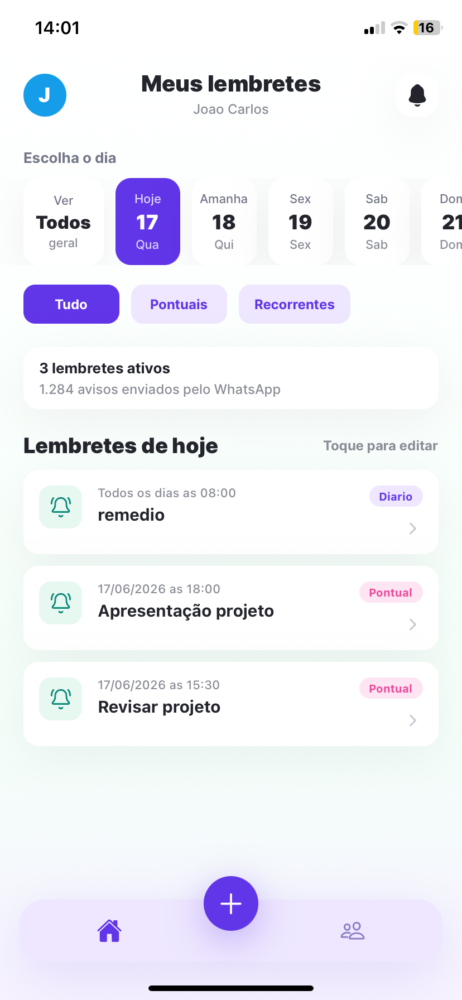 14:01
16
J
Meus lembretes
Joao Carlos
Escolha o dia
Ver
Todos
geral
Hoje
17
Qua
Amanha
18
Qui
Sex
19
Sex
Sab
20
Sab
Dom
21
Dom
Tudo
Pontuais
Recorrentes
3 lembretes ativos
1.284 avisos enviados pelo WhatsApp
Lembretes de hoje
Toque para editar
Todos os dias as 08:00
Diario
remedio
17/06/2026 as 18:00
Pontual
Apresentação projeto
17/06/2026 as 15:30
Pontual
Revisar projeto